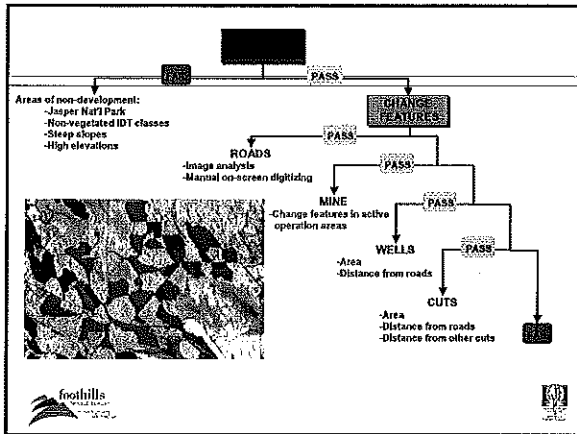 PASS
Areas of non-development:
-Jasper Nat'l Park
-Non-vegetated IDT classes
-Steep slopes
-High elevations
CHANGE FEATURES
PASS
ROADS
-Image analysis
-Manual on-screen digitizing
PASS
MINE
-Change features in active
operation areas
PASS
WELLS
-Area
-Distance from roads
PASS
CUTS
-Area
-Distance from roads
-Distance from other cuts
foothills